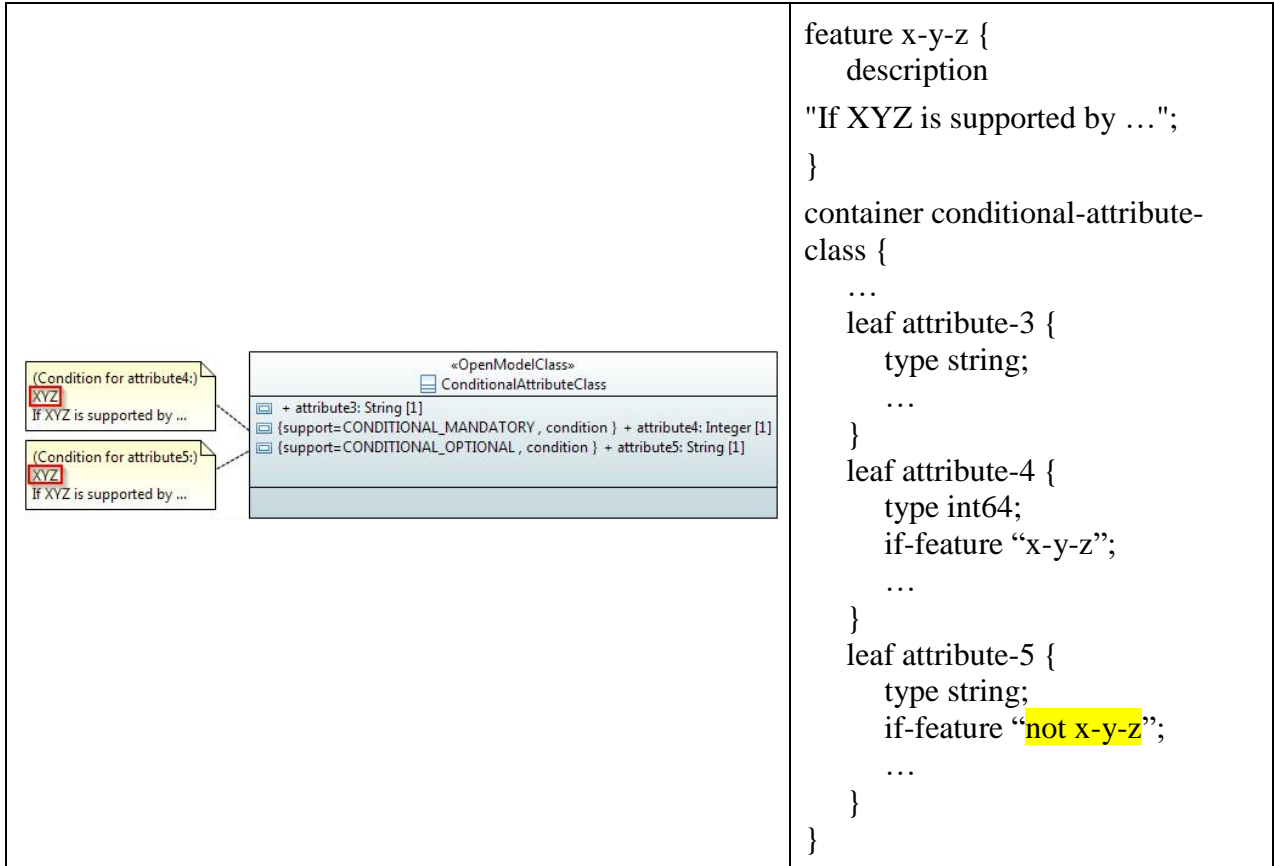 (Condition for attribute4:)
XYZ
If XYZ is supported by ...
(Condition for attribute5:)
XYZ
If XYZ is supported by ...
«OpenModelClass»
ConditionalAttributeClass
+ attribute3: String [1]
{support=CONDITIONAL_MANDATORY , condition } + attribute4: Integer [1]
{support=CONDITIONAL_OPTIONAL , condition } + attribute5: String [1]
feature x-y-z {
description
"If XYZ is supported by …";
}
container conditional-attribute-
class {
…
leaf attribute-3 {
type string;
…
}
leaf attribute-4 {
type int64;
if-feature “x-y-z”;
…
}
leaf attribute-5 {
type string;
if-feature “not x-y-z”;
…
}
}